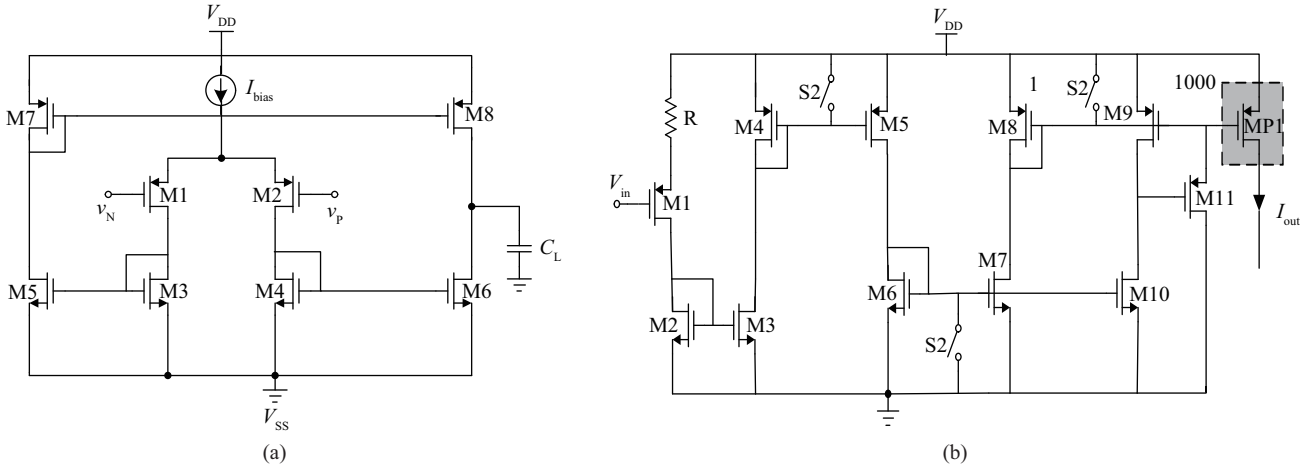 V_DD
I_bias
M7
M8
M1
M2
v_N
v_P
C_L
M5
M3
M4
M6
V_SS
(a)
V_DD
S2
1
S2
1000
R
M4
M5
M8
M9
MP1
V_in
M1
M11
I_out
M7
M6
M10
M2
M3
S2
(b)